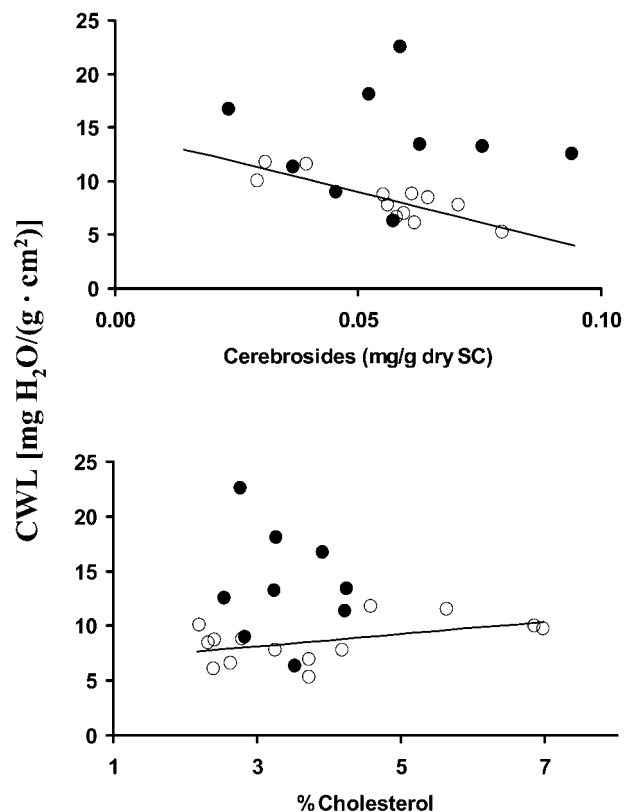 CWL [mg H₂O/(g · cm²)]
25
20
15
10
5
0
0.00 0.05 0.10
Cerebrosides (mg/g dry SC)
25
20
15
10
5
0
1 3 5 7
% Cholesterol